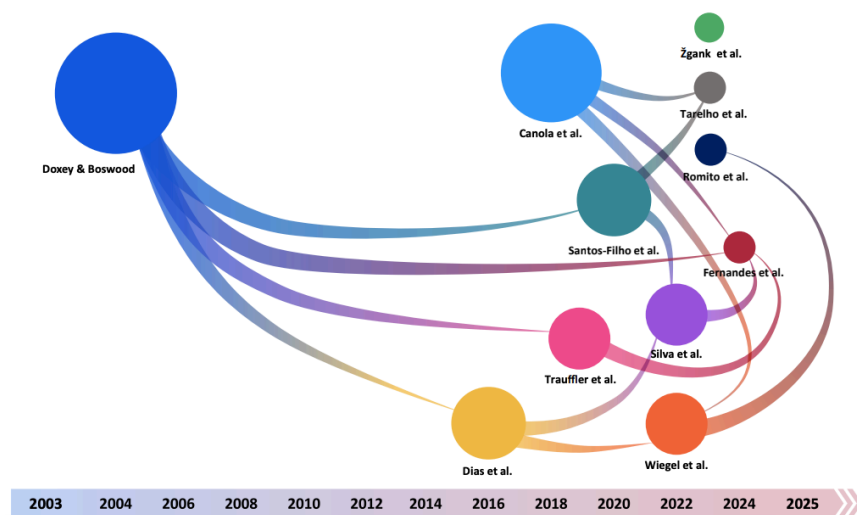 Žgank et al.
Tarelho et al.
Canola et al.
Doxey & Boswood
Romito et al.
Santos-Filho et al.
Fernandes et al.
Silva et al.
Trauffler et al.
Dias et al.
Wiegel et al.
2003 2004 2006 2008 2010 2012 2014 2016 2018 2020 2022 2024 2025